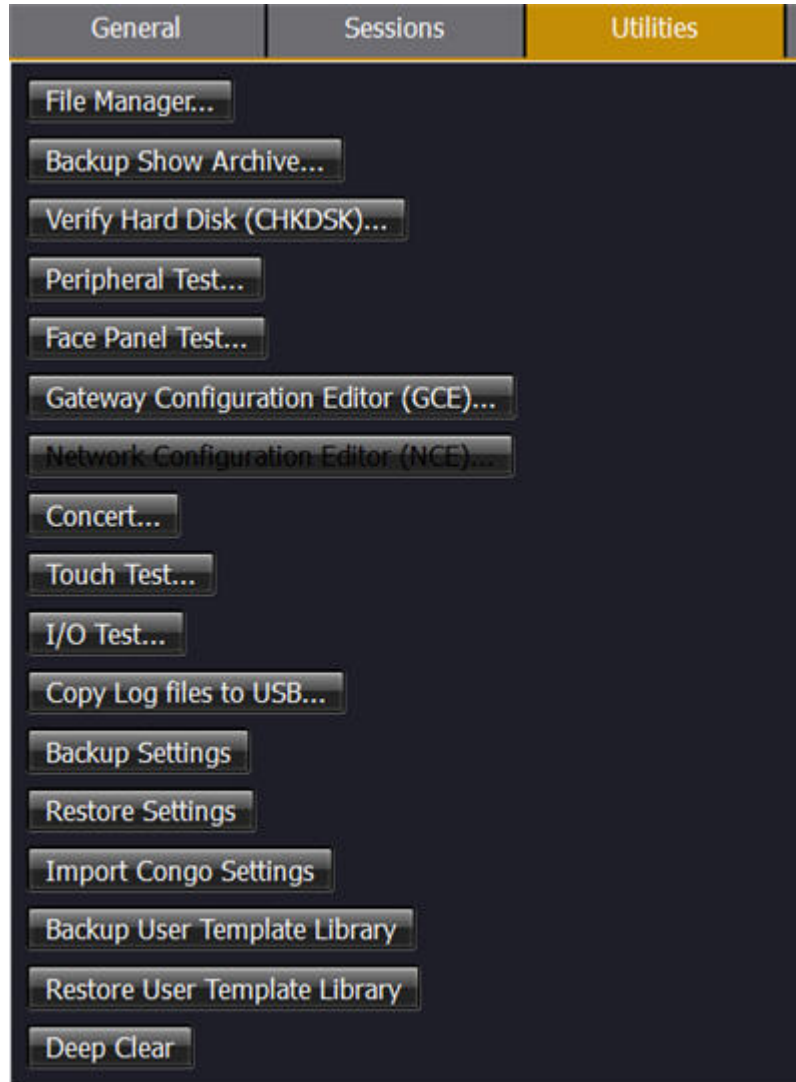 General Sessions Utilities
File Manager...
Backup Show Archive...
Verify Hard Disk (CHKDSK)...
Peripheral Test...
Face Panel Test...
Gateway Configuration Editor (GCE)...
Network Configuration Editor (NCE)...
Concert...
Touch Test...
I/O Test...
Copy Log files to USB...
Backup Settings
Restore Settings
Import Congo Settings
Backup User Template Library
Restore User Template Library
Deep Clear